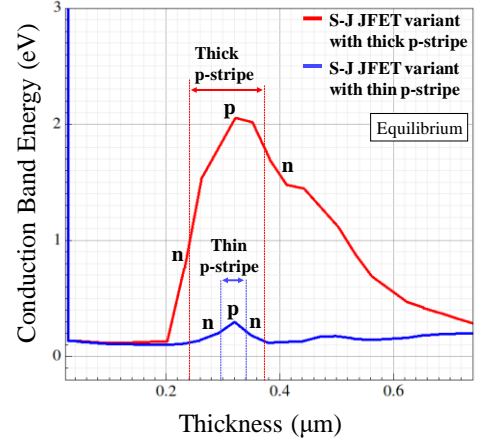 3
S-J JFET variant
with thick p-stripe
S-J JFET variant
with thin p-stripe
Equilibrium
Thick
p-stripe
p
2
n
n
1
Thin
p-stripe
n
p
n
0
0.2
0.4
0.6
Conduction Band Energy (eV)
Thickness (μm)